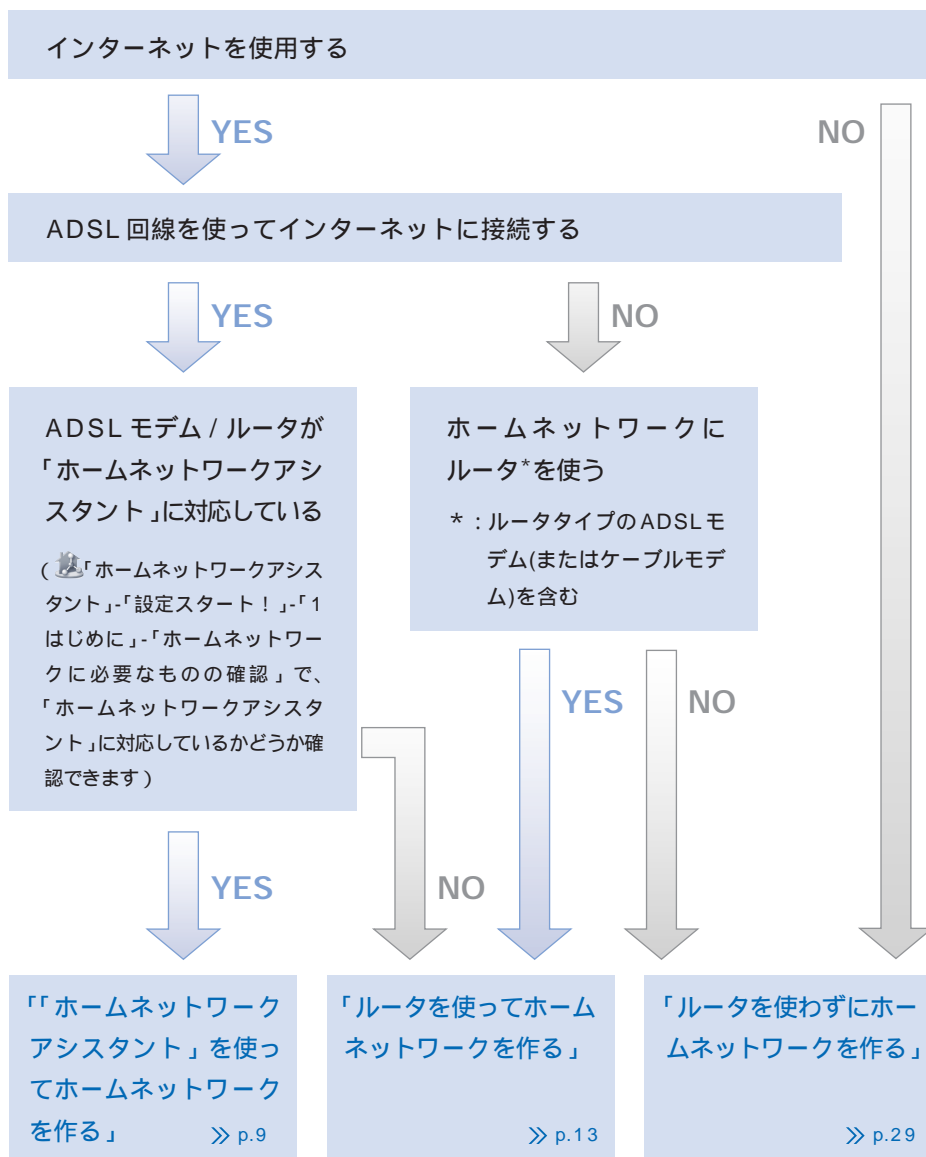 インターネットを使用する
YES
NO
ADSL 回線を使ってインターネットに接続する
YES
NO
ADSL モデム / ルータが
「ホームネットワークアシ
スタント」に対応している
(「ホームネットワークアシス
タント」-「設定スタート！」-「1
はじめに」-「ホームネットワー
クに必要なものの確認」で、
「ホームネットワークアシスタ
ント」に対応しているかどうか確
認できます)
ホームネットワークに
ルータ*を使う
* : ルータタイプのADSLモ
デム(またはケーブルモデ
ム)を含む
YES
NO
YES
NO
「「ホームネットワーク
アシスタント」を使っ
てホームネットワーク
を作る」 ≫ p.9
「ルータを使ってホーム
ネットワークを作る」
≫ p.13
「ルータを使わずにホー
ムネットワークを作る」
≫ p.29